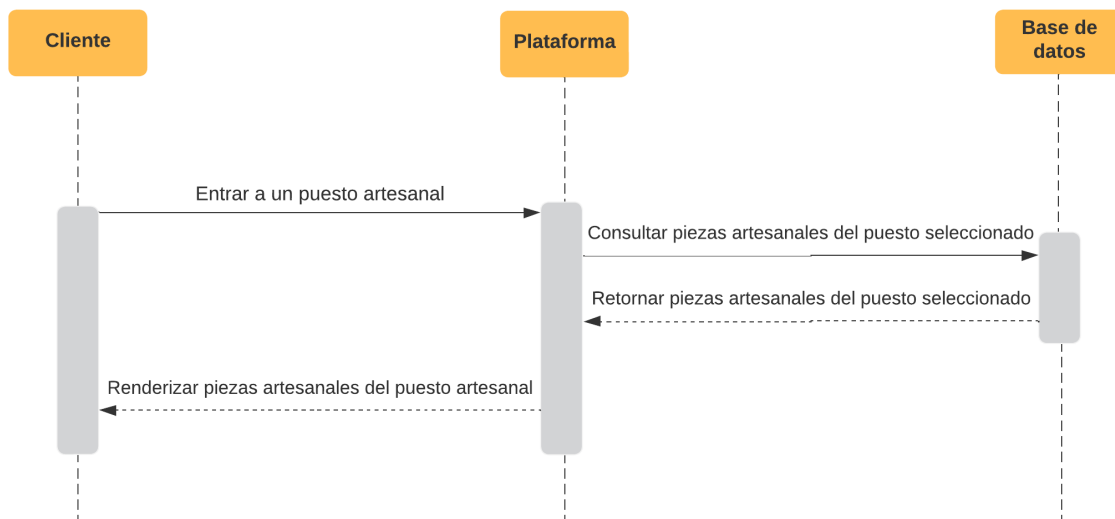 Cliente
Plataforma
Base de
datos
Entrar a un puesto artesanal
Consultar piezas artesanales del puesto seleccionado
Retornar piezas artesanales del puesto seleccionado
Renderizar piezas artesanales del puesto artesanal